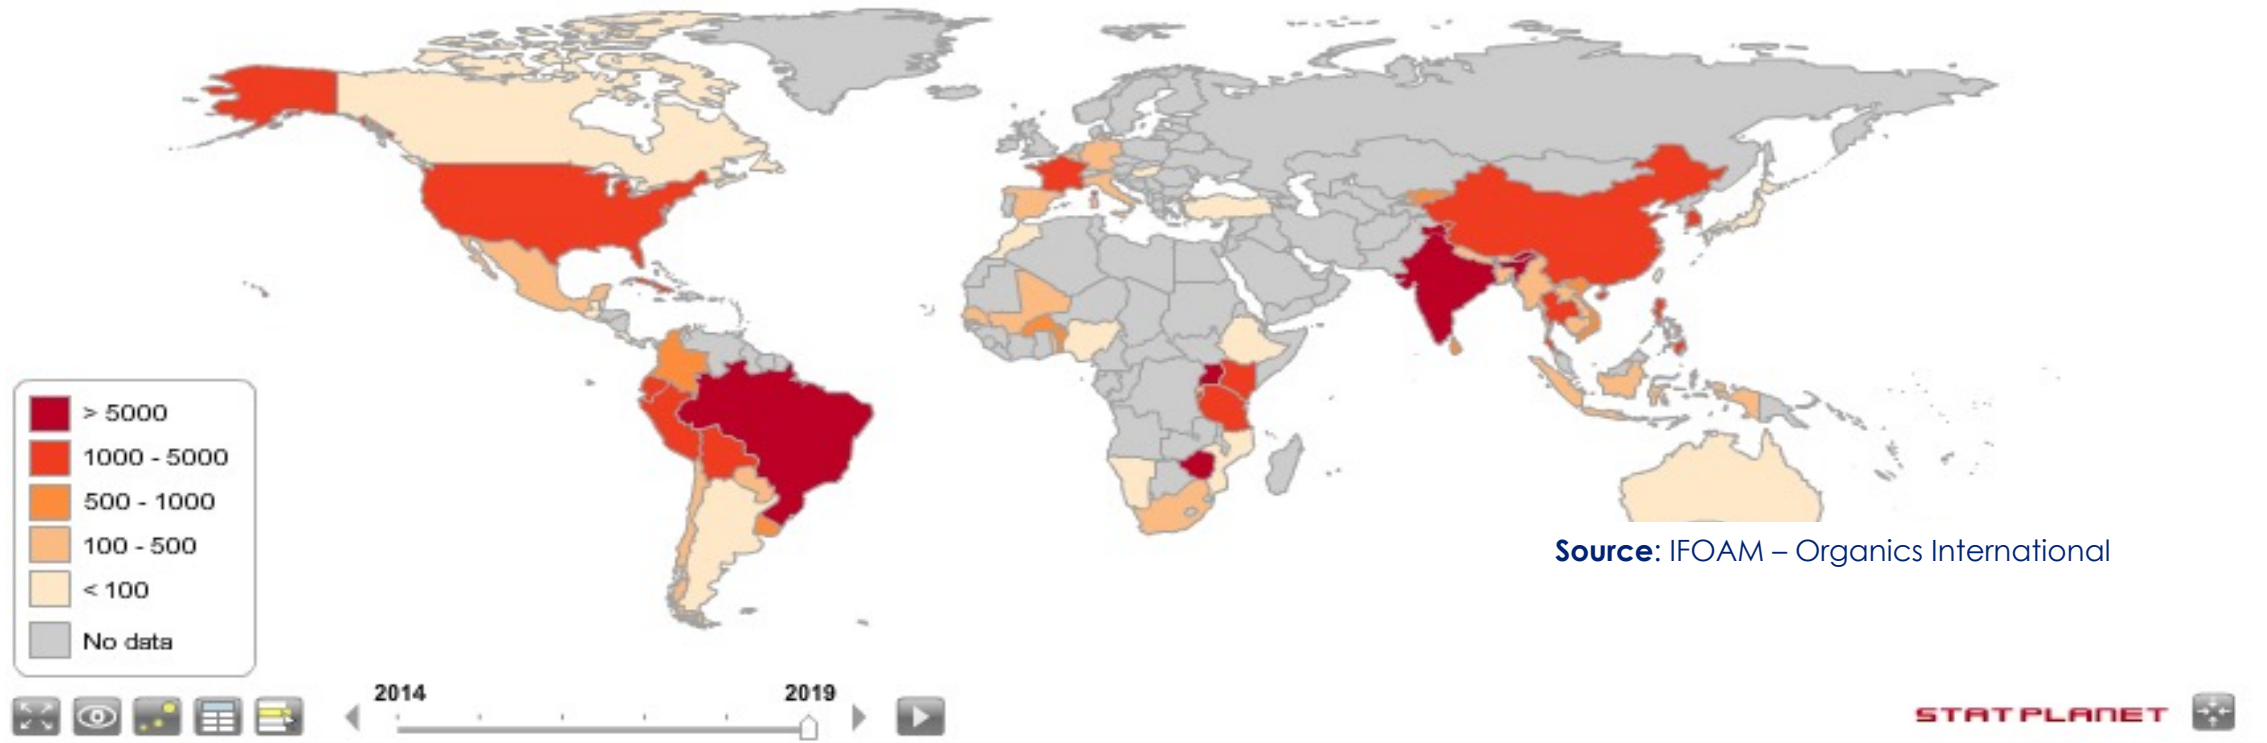 > 5000
1000 - 5000
500 - 1000
100 - 500
< 100
No data
Source: IFOAM – Organics International
2014
2019
STATPLANET